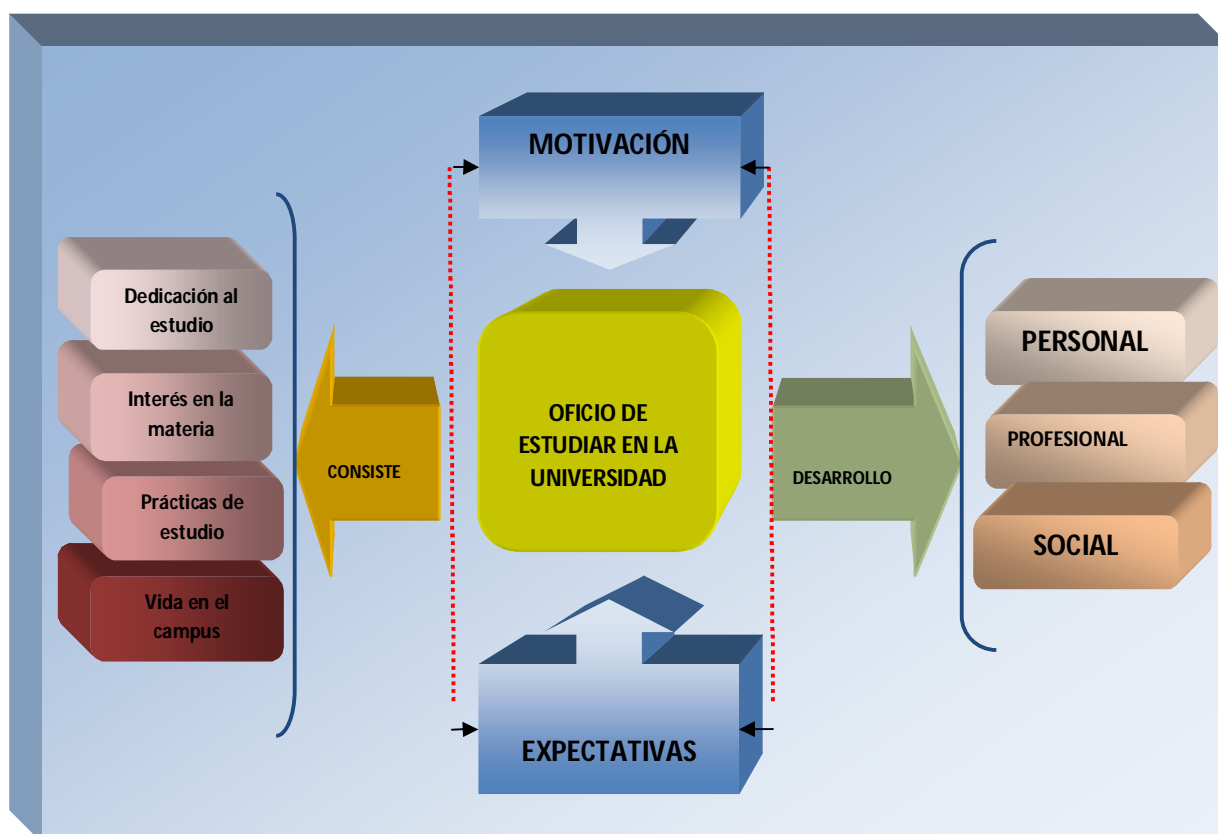 MOTIVACIÓN
Dedicación al
estudio
Interés en la
materia
Prácticas de
estudio
Vida en el
campus
CONSISTE
OFICIO DE
ESTUDIAR EN LA
UNIVERSIDAD
DESARROLLO
PERSONAL
PROFESIONAL
SOCIAL
EXPECTATIVAS